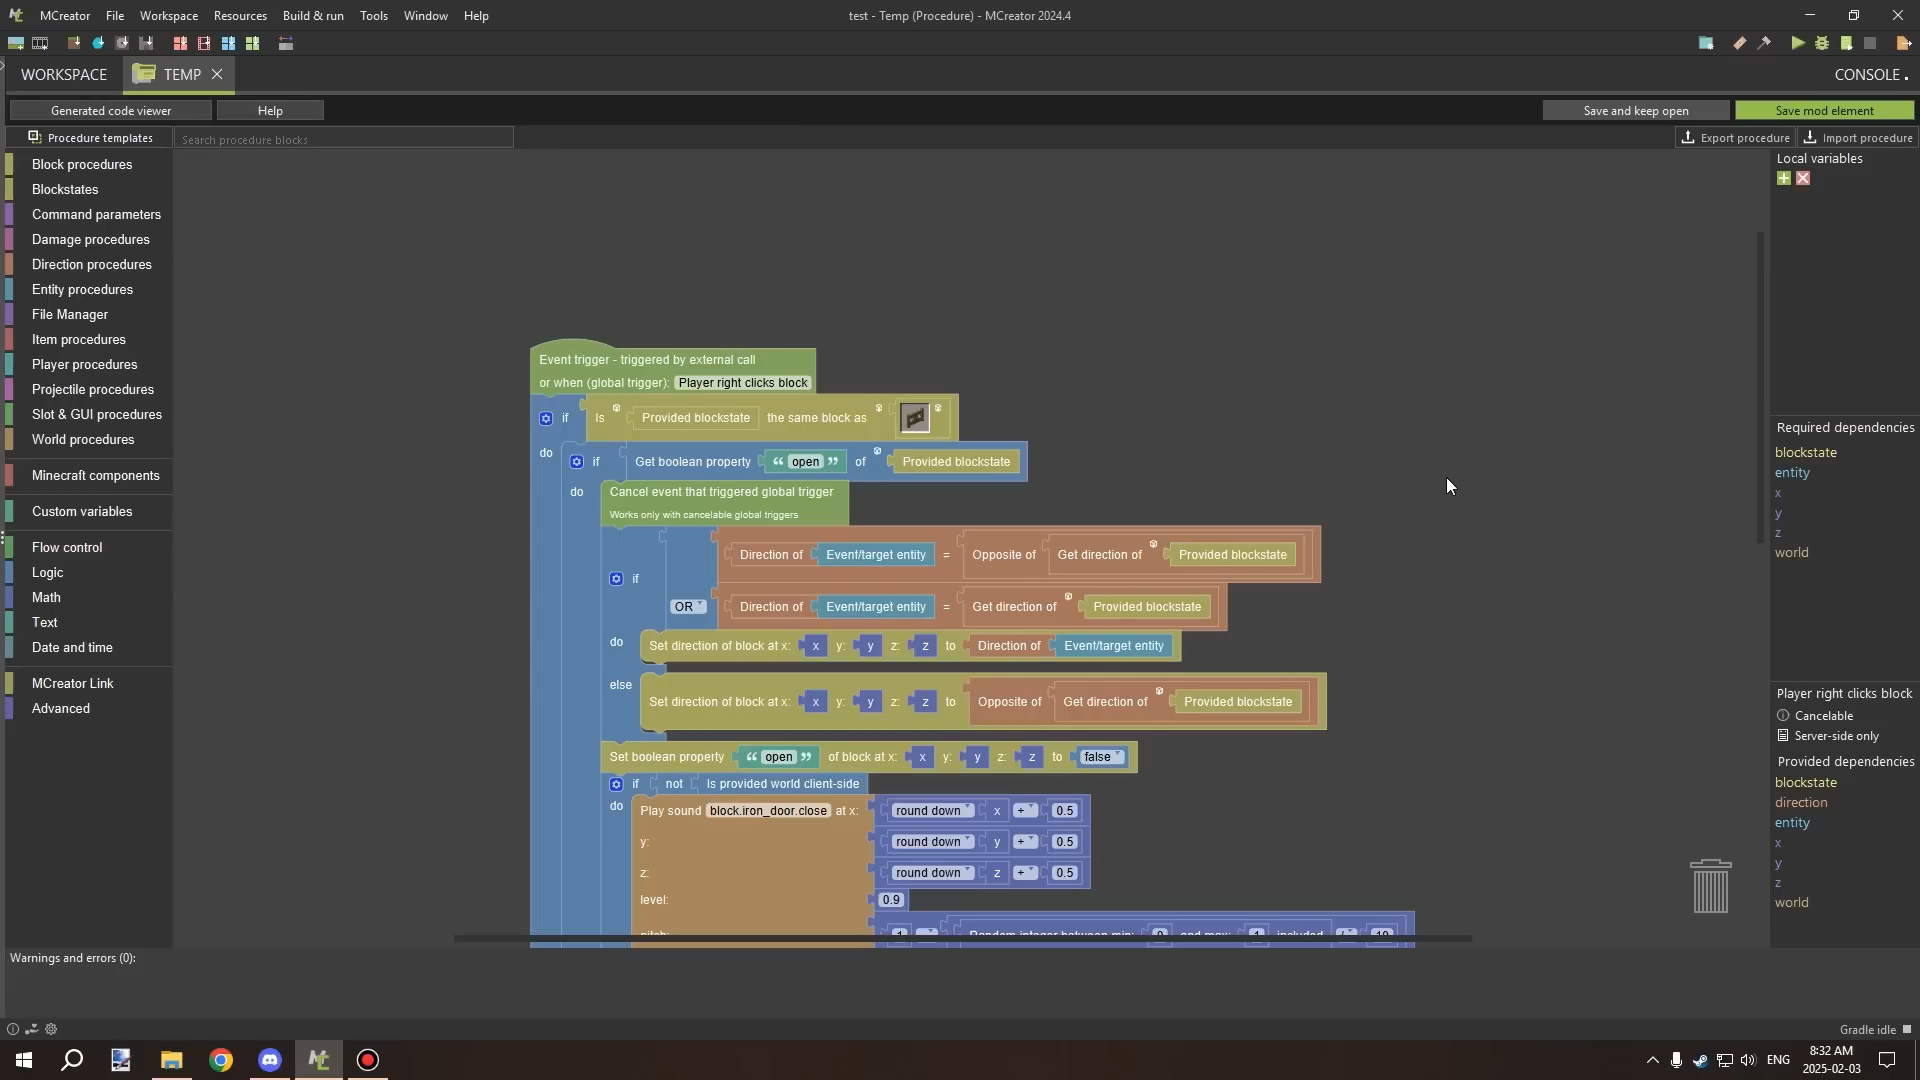 MCreator File Workspace Resources Build & run Tools Window Help
test - Temp (Procedure) - MCreator 2024.4
WORKSPACE
TEMP
CONSOLE
Generated code viewer
Help
Save and keep open
Save mod element
Procedure templates
Search procedure blocks
Export procedure
Import procedure
Block procedures
Blockstates
Command parameters
Damage procedures
Direction procedures
Entity procedures
File Manager
Item procedures
Player procedures
Projectile procedures
Slot & GUI procedures
World procedures
Minecraft components
Custom variables
Flow control
Logic
Math
Text
Date and time
MCreator Link
Advanced
Event trigger - triggered by external call
or when (global trigger): Player right clicks block
if Is Provided blockstate the same block as
do if Get boolean property “ open ” of Provided blockstate
do Cancel event that triggered global trigger
Works only with cancelable global triggers
Direction of Event/target entity = Opposite of Get direction of Provided blockstate
if
OR Direction of Event/target entity = Get direction of Provided blockstate
do Set direction of block at x: x y: y z: z to Direction of Event/target entity
else Set direction of block at x: x y: y z: z to Opposite of Get direction of Provided blockstate
Set boolean property “ open ” of block at x: x y: y z: z to false
if not Is provided world client-side
do Play sound block.iron_door.close at x: round down x + 0.5
y: round down y + 0.5
z: round down z + 0.5
level: 0.9
pitch: 1 - Random integer between min: 0 and max: 1 included 10
Local variables
Required dependencies
blockstate
entity
x
y
z
world
Player right clicks block
Cancelable
Server-side only
Provided dependencies
blockstate
direction
entity
x
y
z
world
Warnings and errors (0):
Gradle idle
ENG
8:32 AM
2025-02-03